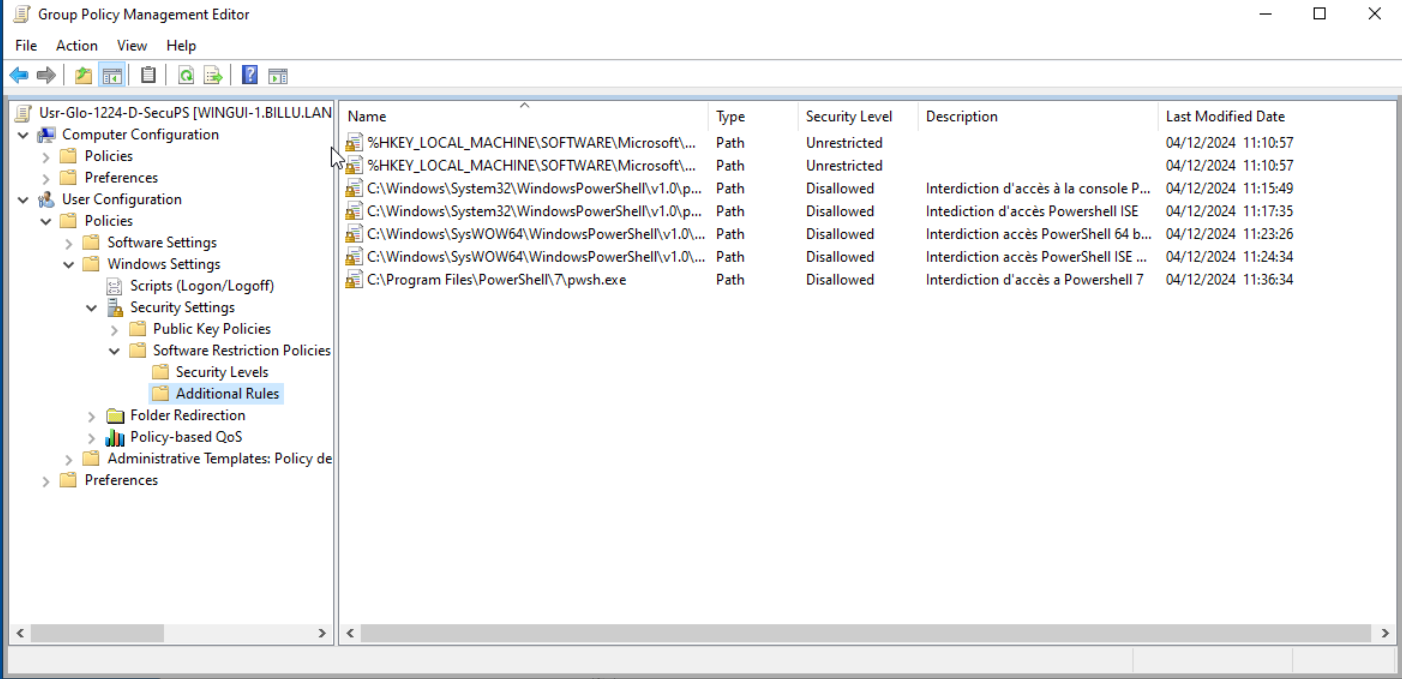 Group Policy Management Editor
File Action View Help
Usr-Glo-1224-D-SecuPS [WINGUI-1.BILLU.LAN
Computer Configuration
Policies
Preferences
User Configuration
Policies
Software Settings
Windows Settings
Scripts (Logon/Logoff)
Security Settings
Public Key Policies
Software Restriction Policies
Security Levels
Additional Rules
Folder Redirection
Policy-based QoS
Administrative Templates: Policy de
Preferences
Name Type Security Level Description Last Modified Date
%HKEY_LOCAL_MACHINE\SOFTWARE\Microsoft\... Path Unrestricted 04/12/2024 11:10:57
%HKEY_LOCAL_MACHINE\SOFTWARE\Microsoft\... Path Unrestricted 04/12/2024 11:10:57
C:\Windows\System32\WindowsPowerShell\v1.0\p... Path Disallowed Interdiction d'accès à la console P... 04/12/2024 11:15:49
C:\Windows\System32\WindowsPowerShell\v1.0\p... Path Disallowed Intediction d'accès Powershell ISE 04/12/2024 11:17:35
C:\Windows\SysWOW64\WindowsPowerShell\v1.0\... Path Disallowed Interdiction accès PowerShell 64 b... 04/12/2024 11:23:26
C:\Windows\SysWOW64\WindowsPowerShell\v1.0\... Path Disallowed Interdiction accès PowerShell ISE ... 04/12/2024 11:24:34
C:\Program Files\PowerShell\7\pwsh.exe Path Disallowed Interdiction d'accès a Powershell 7 04/12/2024 11:36:34